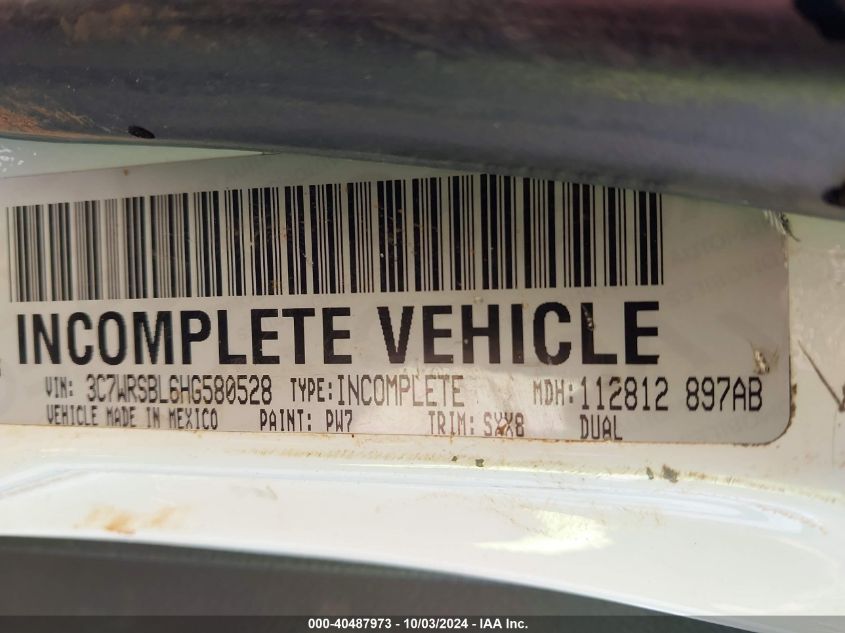 INCOMPLETE VEHICLE
VIN: 3C7WRSBL6HG580528 TYPE:INCOMPLETE MDH:112812 897AB
VEHICLE MADE IN MEXICO PAINT: PW7 TRIM: SXX8 DUAL
000-40487973 - 10/03/2024 - IAA Inc.